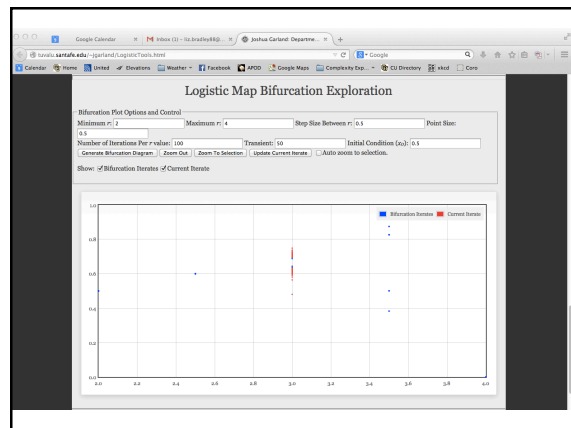 Google Calendar × Inbox (1) – liz.bradley88@... × Joshua Garland: Departme... × +
tuvalu.santafe.edu/~jgarland/LogisticTools.html Google
Calendar Home United Elevations Weather Facebook APOD Google Maps Complexity Exp... CU Directory xkcd Coro
Logistic Map Bifurcation Exploration
Bifurcation Plot Options and Control
Minimum r: 2 Maximum r: 4 Step Size Between r: 0.5 Point Size:
0.5
Number of Iterations Per r value: 100 Transient: 50 Initial Condition (x0): 0.5
Generate Bifurcation Diagram Zoom Out Zoom To Selection Update Current Iterate Auto zoom to selection.
Show: Bifurcation Iterates Current Iterate
Bifurcation Iterates Current Iterate
1.0
0.8
0.6
0.4
0.2
0.0
2.0 2.2 2.4 2.6 2.8 3.0 3.2 3.4 3.6 3.8 4.0